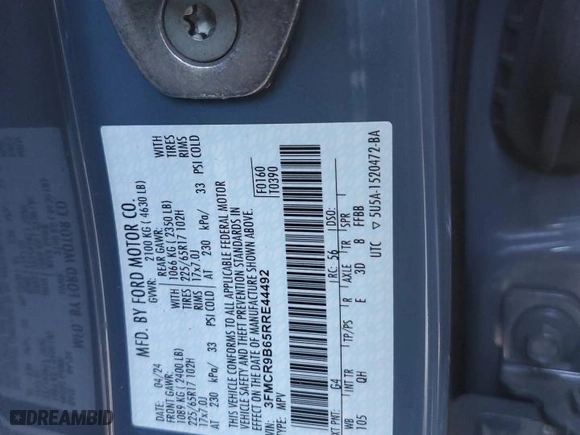 MFD. BY FORD MOTOR CO.
DATE: 04/24
GVWR: 2100 KG (4630 LB)
FRONT GAWR:
1089 KG (2400 LB)
225/65R17 102H
17x7.0J
AT 230 kPa/ 33 PSI COLD
WITH
TIRES
RIMS
REAR GAWR:
1066 KG (2350 LB)
225/65R17 102H
17x7.0J
AT 230 kPa/ 33 PSI COLD
WITH
TIRES
RIMS
THIS VEHICLE CONFORMS TO ALL APPLICABLE FEDERAL MOTOR
VEHICLE SAFETY AND THEFT PREVENTION STANDARDS IN
EFFECT ON THE DATE OF MANUFACTURE SHOWN ABOVE.
VIN: 3FMCR9B65RRE44492
TYPE: MPV
F0160
T0390
EXT PNT: G4 RC: 56 DSO:
WB INT TR TP/PS R AXLE TR SPR
105 QH E 3D B FFBB
UTC 5U5A-1520472-BA
DREAMBID